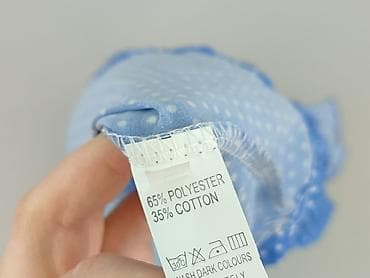 65% POLYESTER
35% COTTON
WASH DARK COLOURS